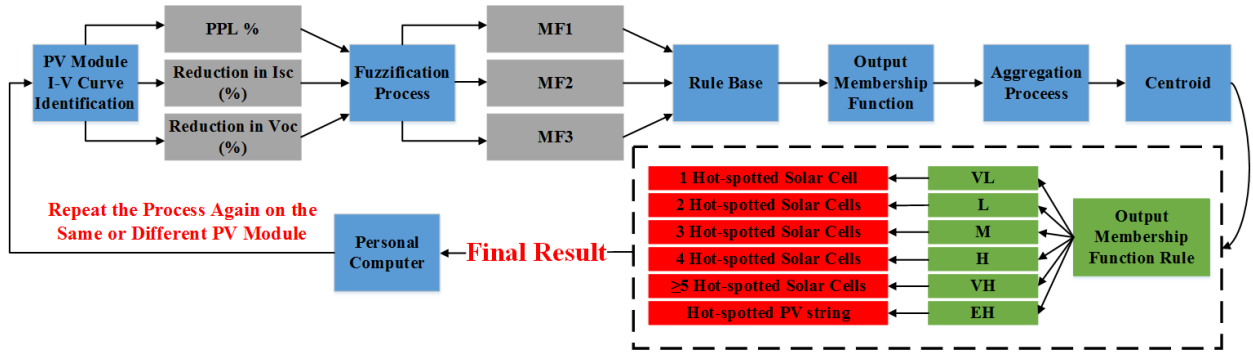 PV Module
I-V Curve
Identification
PPL %
Reduction in Isc
(%)
Reduction in Voc
(%)
Fuzzification
Process
MF1
MF2
MF3
Rule Base
Output
Membership
Function
Aggregation
Proceess
Centroid
1 Hot-spotted Solar Cell
VL
2 Hot-spotted Solar Cells
L
3 Hot-spotted Solar Cells
M
4 Hot-spotted Solar Cells
H
≥5 Hot-spotted Solar Cells
VH
Hot-spotted PV string
EH
Output
Membership
Function Rule
Final Result
Personal
Computer
Repeat the Process Again on the
Same or Different PV Module